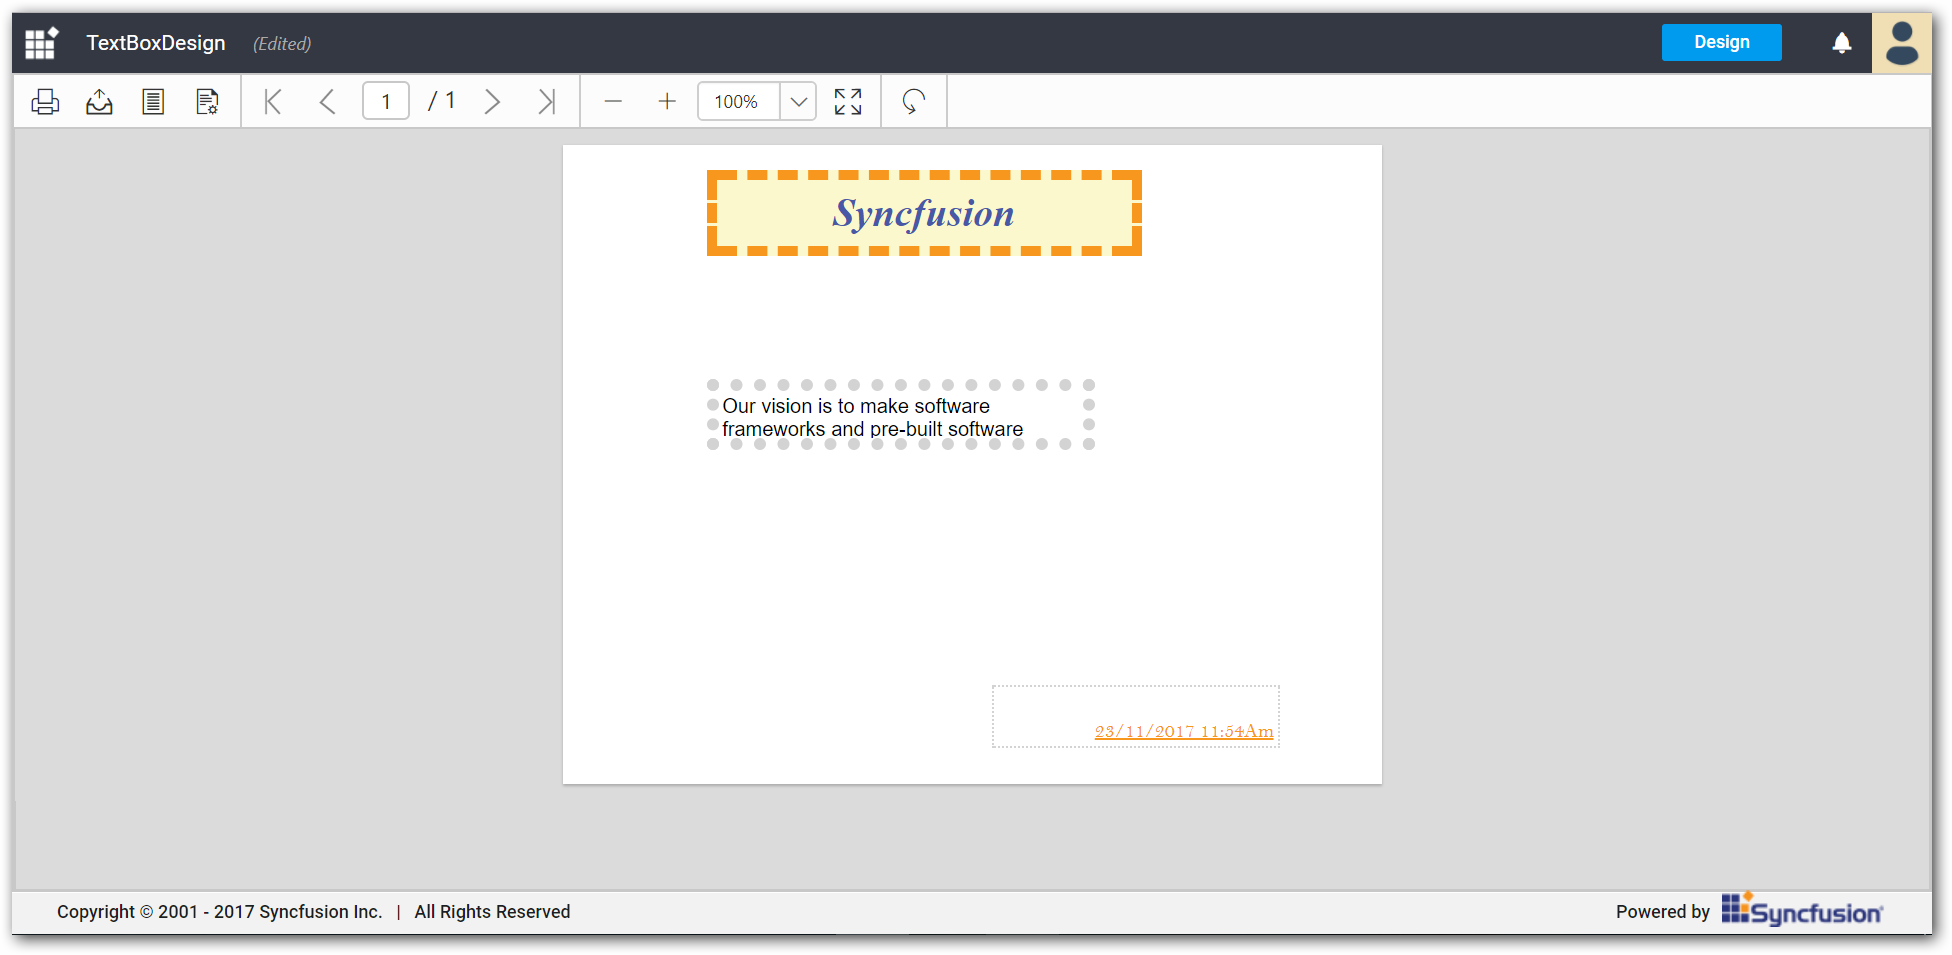 TextBoxDesign (Edited) Design
1 / 1 100%
Syncfusion
Our vision is to make software
frameworks and pre-built software
23/11/2017 11:54Am
Copyright © 2001 - 2017 Syncfusion Inc. | All Rights Reserved Powered by Syncfusion®